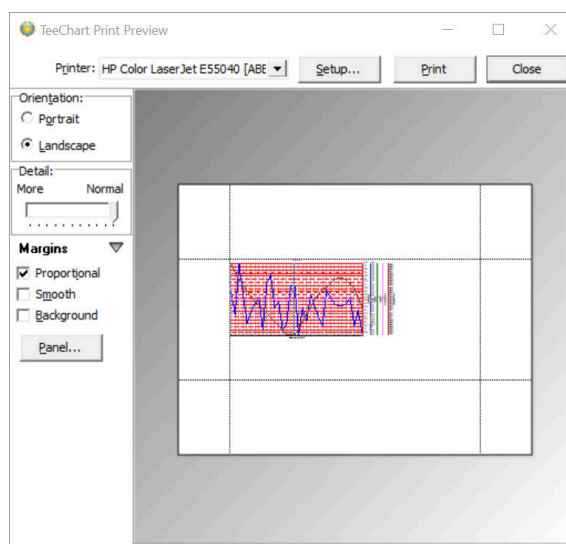 TeeChart Print Preview
Printer: HP Color LaserJet E55040 [ABE Setup... Print Close
Orientation:
Portrait
Landscape
Detail:
More Normal
Margins
Proportional
Smooth
Background
Panel...